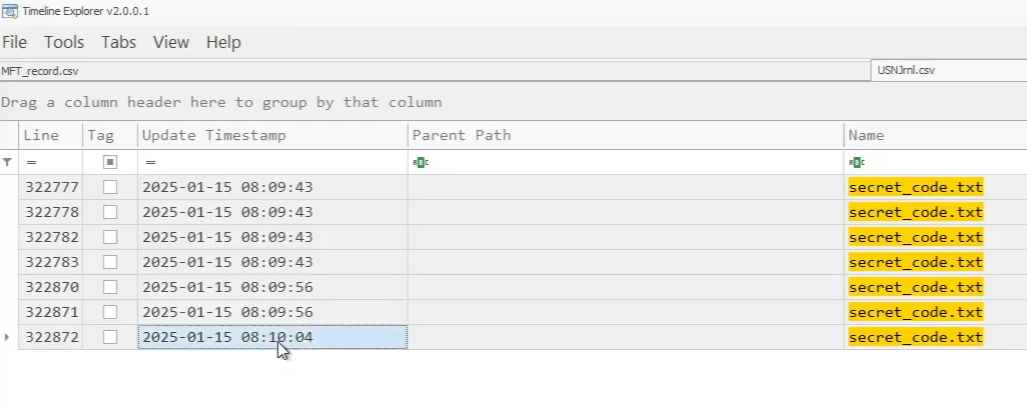 Timeline Explorer v2.0.0.1
File Tools Tabs View Help
MFT_record.csv USNJrnl.csv
Drag a column header here to group by that column
Line Tag Update Timestamp Parent Path Name
= ■ = ABC ABC
322777 2025-01-15 08:09:43 secret_code.txt
322778 2025-01-15 08:09:43 secret_code.txt
322782 2025-01-15 08:09:43 secret_code.txt
322783 2025-01-15 08:09:43 secret_code.txt
322870 2025-01-15 08:09:56 secret_code.txt
322871 2025-01-15 08:09:56 secret_code.txt
322872 2025-01-15 08:10:04 secret_code.txt